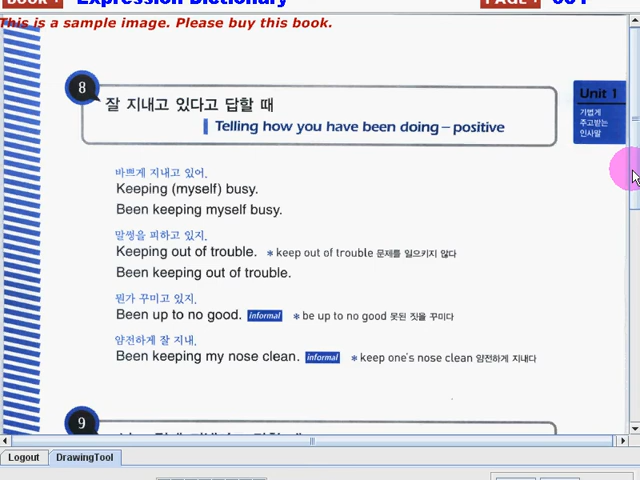 Expression Dictionary
This is a sample image. Please buy this book.
8
잘 지내고 있다고 답할 때
Telling how you have been doing – positive
Unit 1
가볍게
주고받는
인사말
바쁘게 지내고 있어.
Keeping (myself) busy.
Been keeping myself busy.
말썽을 피하고 있지.
Keeping out of trouble. * keep out of trouble 문제를 일으키지 않다
Been keeping out of trouble.
뭔가 꾸미고 있지.
Been up to no good. informal * be up to no good 못된 짓을 꾸미다
얌전하게 잘 지내.
Been keeping my nose clean. informal * keep one's nose clean 얌전하게 지내다
9
Logout DrawingTool